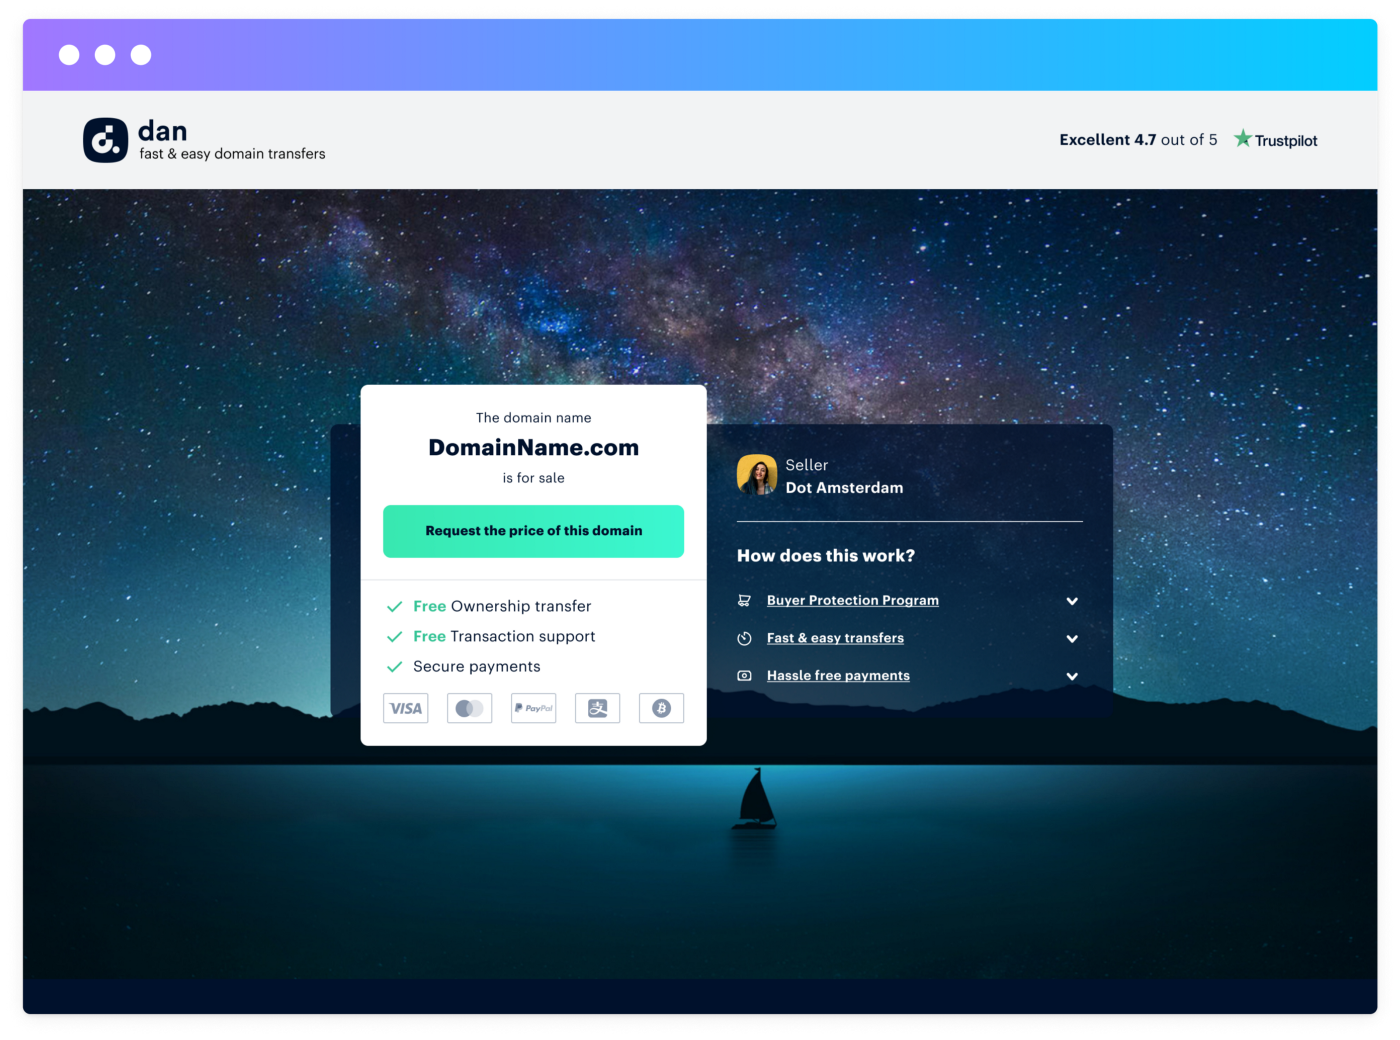 dan
fast & easy domain transfers
Excellent 4.7 out of 5 Trustpilot
The domain name
DomainName.com
is for sale
Request the price of this domain
Free Ownership transfer
Free Transaction support
Secure payments
VISA
PayPal
支
Seller
Dot Amsterdam
How does this work?
Buyer Protection Program
Fast & easy transfers
Hassle free payments